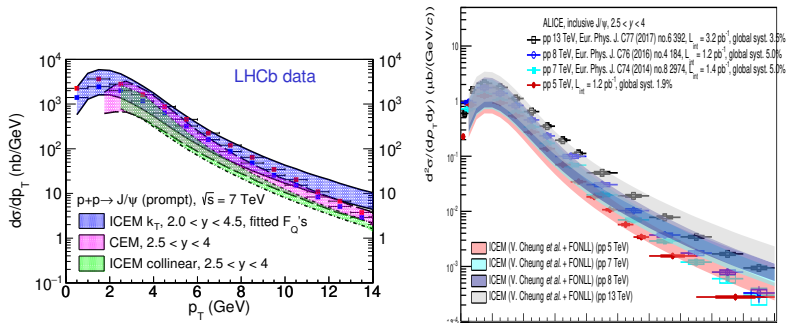 LHCb data
dσ/dp_T (nb/GeV)
10^5
10^4
10^3
10^2
10
1
10^−1
p+p→ J/ψ (prompt), √s = 7 TeV
ICEM k_T, 2.0 < y < 4.5, fitted F_Q's
CEM, 2.5 < y < 4
ICEM collinear, 2.5 < y < 4
0 2 4 6 8 10 12 14
p_T (GeV)
d²σ/(dp_T dy) (μb/(GeV/c))
ALICE, inclusive J/ψ, 2.5 < y < 4
pp 13 TeV, Eur. Phys. J. C77 (2017) no.6 392, L_int = 3.2 pb^-1, global syst. 3.5%
pp 8 TeV, Eur. Phys. J. C76 (2016) no.4 184, L_int = 1.2 pb^-1, global syst. 5.0%
pp 7 TeV, Eur. Phys. J. C74 (2014) no.8 2974, L_int = 1.4 pb^-1, global syst. 5.0%
pp 5 TeV, L_int = 1.2 pb^-1, global syst. 1.9%
1
10^-1
10^-2
10^-3
10^-4
ICEM (V. Cheung et al. + FONLL) (pp 5 TeV)
ICEM (V. Cheung et al. + FONLL) (pp 7 TeV)
ICEM (V. Cheung et al. + FONLL) (pp 8 TeV)
ICEM (V. Cheung et al. + FONLL) (pp 13 TeV)